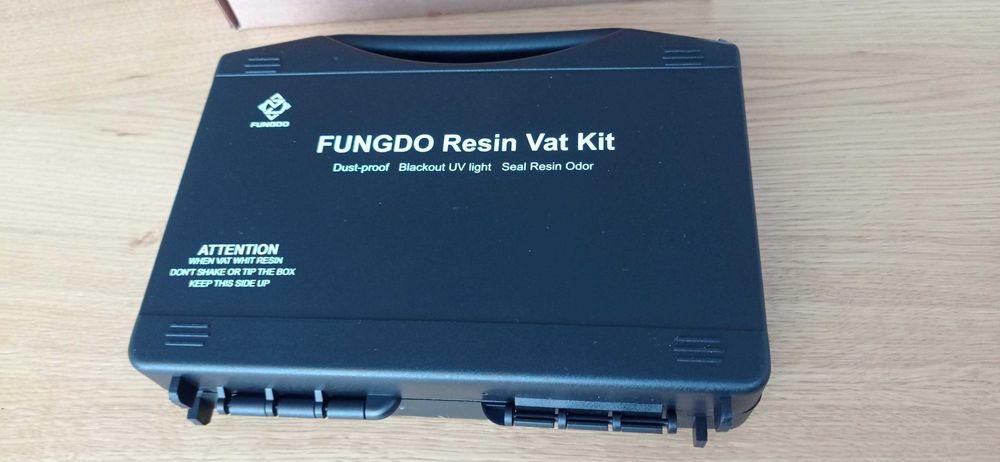 FUNGDO
FUNGDO Resin Vat Kit
Dust-proof Blackout UV light Seal Resin Odor
ATTENTION
WHEN VAT WHIT RESIN
DON'T SHAKE OR TIP THE BOX
KEEP THIS SIDE UP